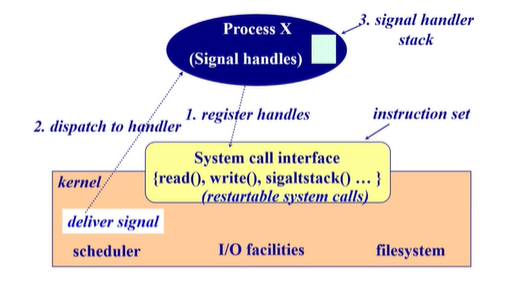 Process X
(Signal handles)
3. signal handler
stack
1. register handles
instruction set
2. dispatch to handler
System call interface
{read(), write(), sigaltstack() … }
(restartable system calls)
kernel
deliver signal
scheduler
I/O facilities
filesystem